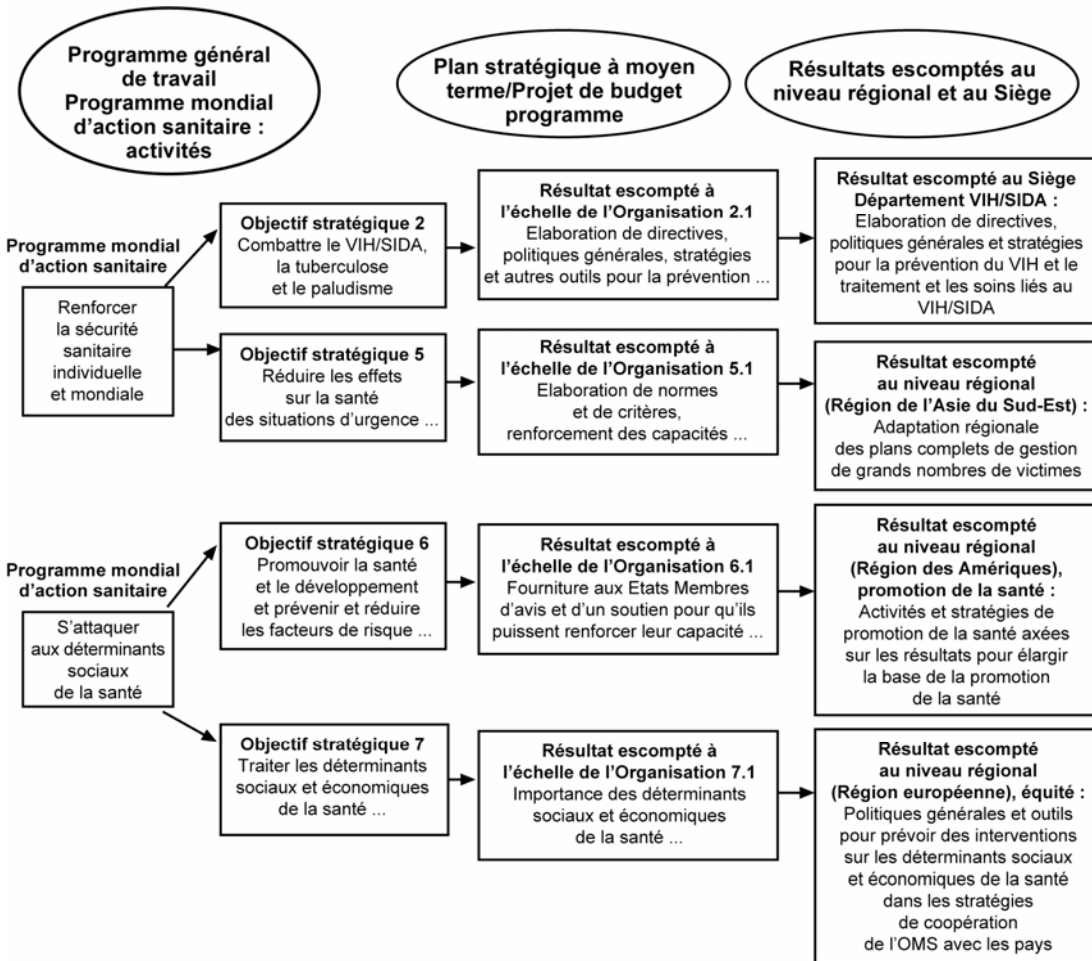 Programme général
de travail
Programme mondial
d'action sanitaire :
activités
Plan stratégique à moyen
terme/Projet de budget
programme
Résultats escomptés au
niveau régional et au Siège
Programme mondial
d'action sanitaire
Renforcer
la sécurité
sanitaire
individuelle
et mondiale
Objectif stratégique 2
Combattre le VIH/SIDA,
la tuberculose
et le paludisme
Résultat escompté à
l'échelle de l'Organisation 2.1
Elaboration de directives,
politiques générales, stratégies
et autres outils pour la prévention ...
Résultat escompté au Siège
Département VIH/SIDA :
Elaboration de directives,
politiques générales et stratégies
pour la prévention du VIH et le
traitement et les soins liés au
VIH/SIDA
Objectif stratégique 5
Réduire les effets
sur la santé
des situations d'urgence ...
Résultat escompté à
l'échelle de l'Organisation 5.1
Elaboration de normes
et de critères,
renforcement des capacités ...
Résultat escompté
au niveau régional
(Région de l'Asie du Sud-Est) :
Adaptation régionale
des plans complets de gestion
de grands nombres de victimes
Programme mondial
d'action sanitaire
S'attaquer
aux déterminants
sociaux
de la santé
Objectif stratégique 6
Promouvoir la santé
et le développement
et prévenir et réduire
les facteurs de risque ...
Résultat escompté à
l'échelle de l'Organisation 6.1
Fourniture aux Etats Membres
d'avis et d'un soutien pour qu'ils
puissent renforcer leur capacité ...
Résultat escompté
au niveau régional
(Région des Amériques),
promotion de la santé :
Activités et stratégies de
promotion de la santé axées
sur les résultats pour élargir
la base de la promotion
de la santé
Objectif stratégique 7
Traiter les déterminants
sociaux et économiques
de la santé ...
Résultat escompté à
l'échelle de l'Organisation 7.1
Importance des déterminants
sociaux et économiques
de la santé ...
Résultat escompté
au niveau régional
(Région européenne), équité :
Politiques générales et outils
pour prévoir des interventions
sur les déterminants sociaux
et économiques de la santé
dans les stratégies
de coopération
de l'OMS avec les pays